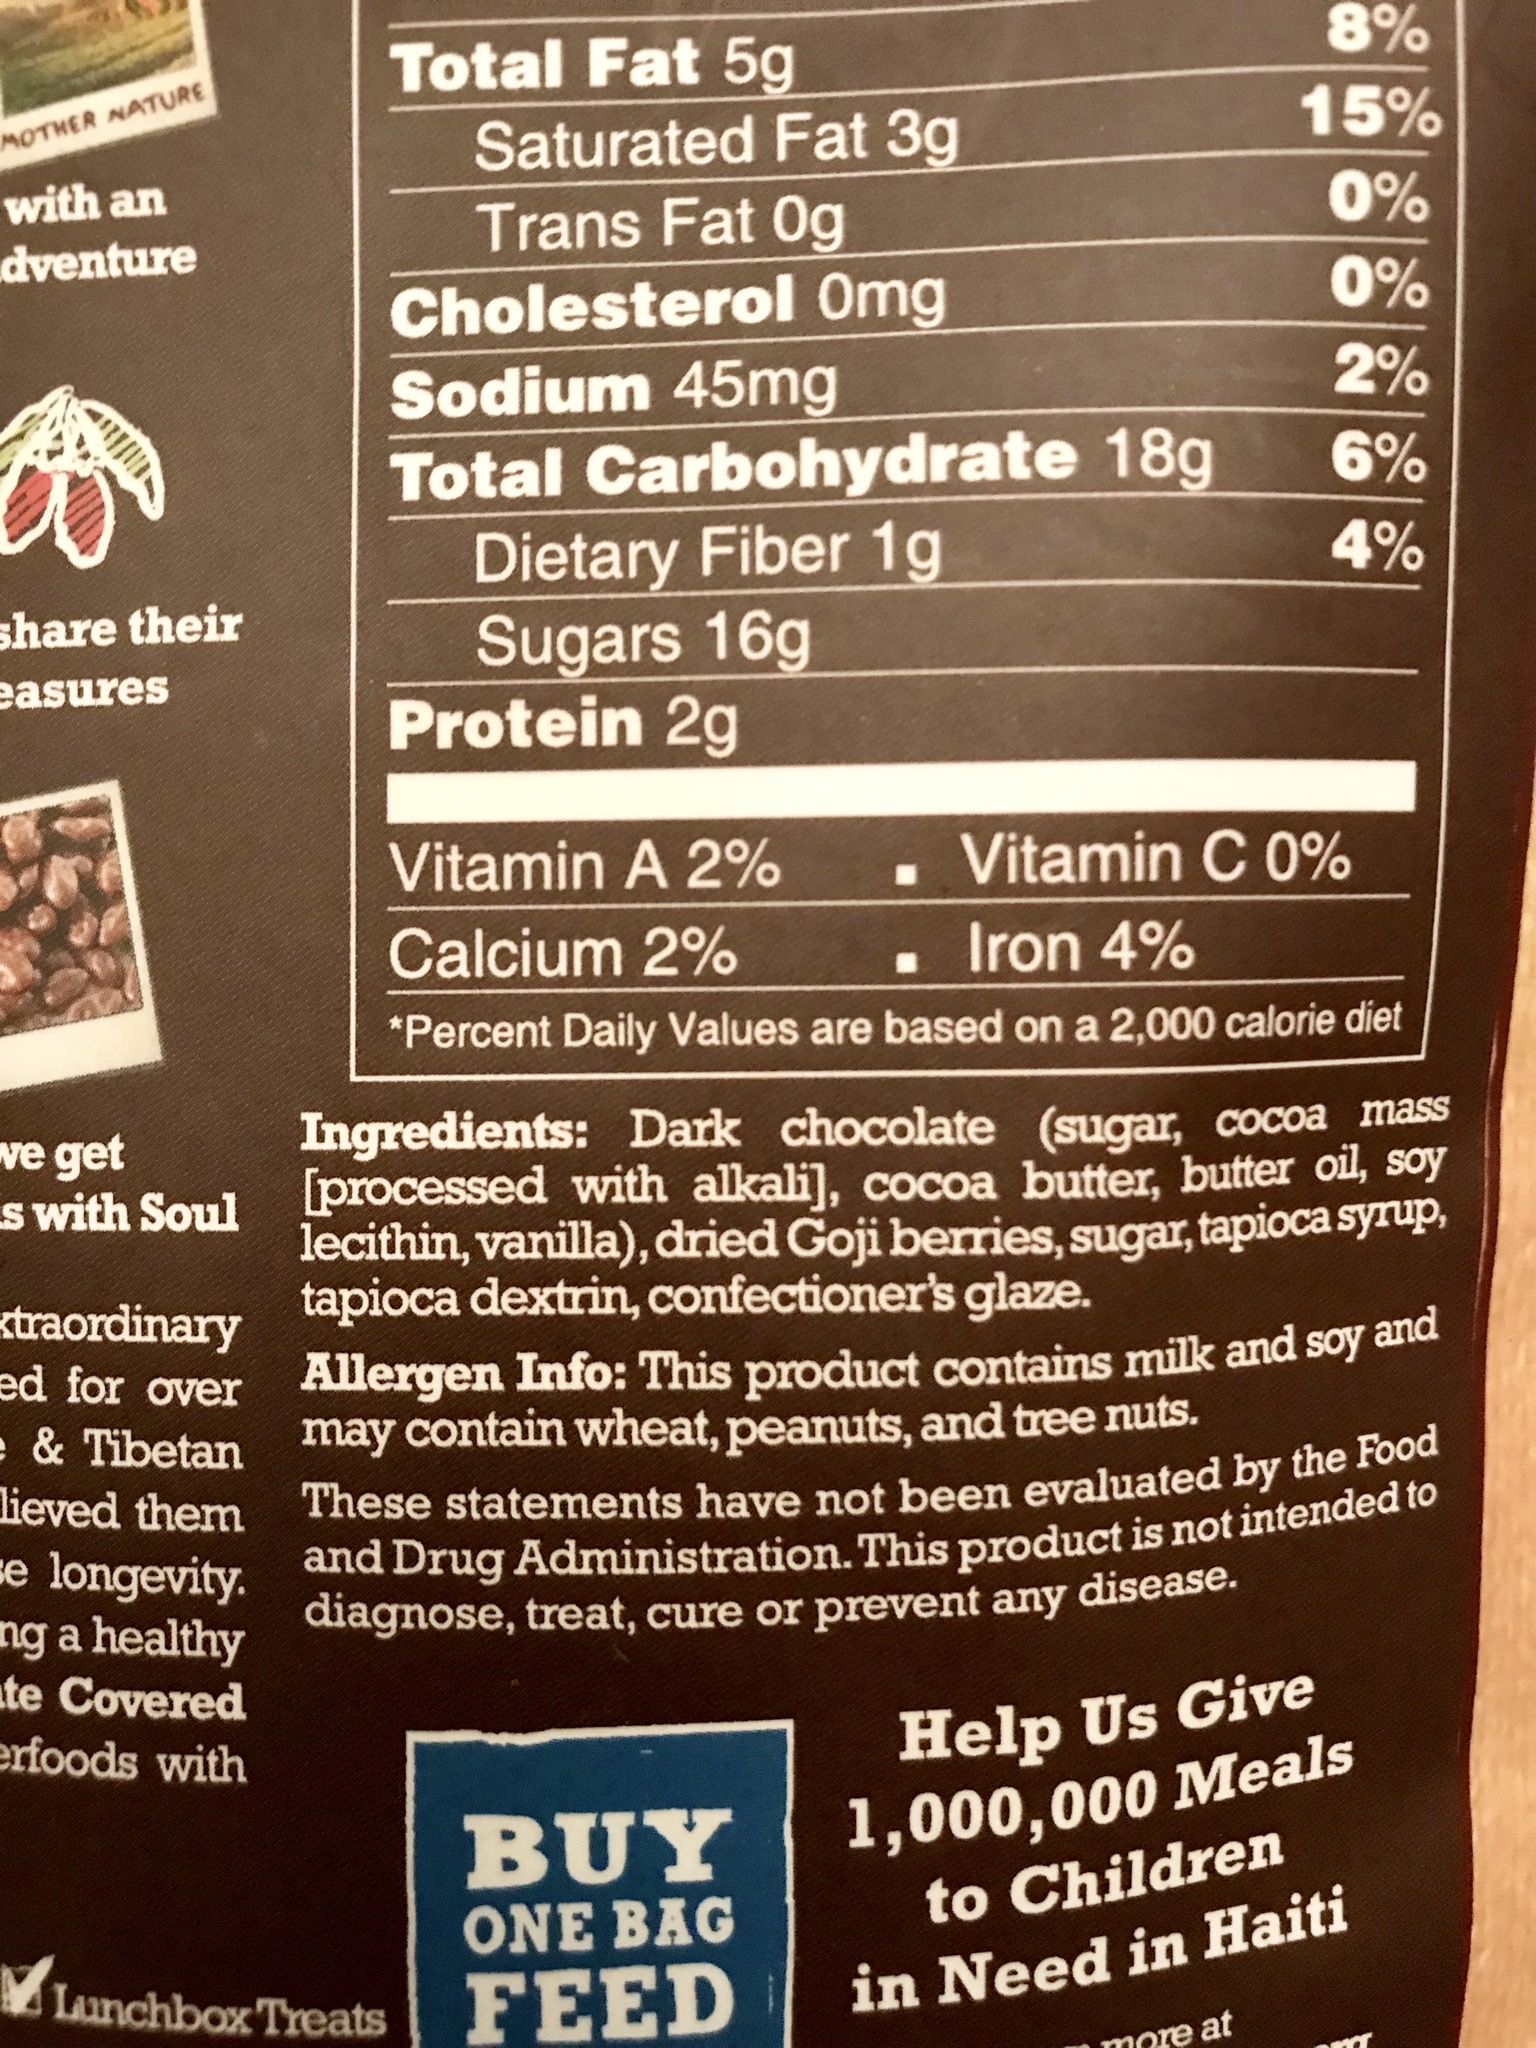 MOTHER NATURE
with an
dventure
share their
easures
we get
s with Soul
xtraordinary
ed for over
& Tibetan
lieved them
se longevity.
ng a healthy
te Covered
erfoods with
Lunchbox Treats
Total Fat 5g 8%
Saturated Fat 3g 15%
Trans Fat 0g 0%
Cholesterol 0mg 0%
Sodium 45mg 2%
Total Carbohydrate 18g 6%
Dietary Fiber 1g 4%
Sugars 16g
Protein 2g
Vitamin A 2% ▪ Vitamin C 0%
Calcium 2% ▪ Iron 4%
*Percent Daily Values are based on a 2,000 calorie diet
Ingredients: Dark chocolate (sugar, cocoa mass
[processed with alkali], cocoa butter, butter oil, soy
lecithin, vanilla), dried Goji berries, sugar, tapioca syrup,
tapioca dextrin, confectioner's glaze.
Allergen Info: This product contains milk and soy and
may contain wheat, peanuts, and tree nuts.
These statements have not been evaluated by the Food
and Drug Administration. This product is not intended to
diagnose, treat, cure or prevent any disease.
BUY
ONE BAG
FEED
Help Us Give
1,000,000 Meals
to Children
in Need in Haiti
more at